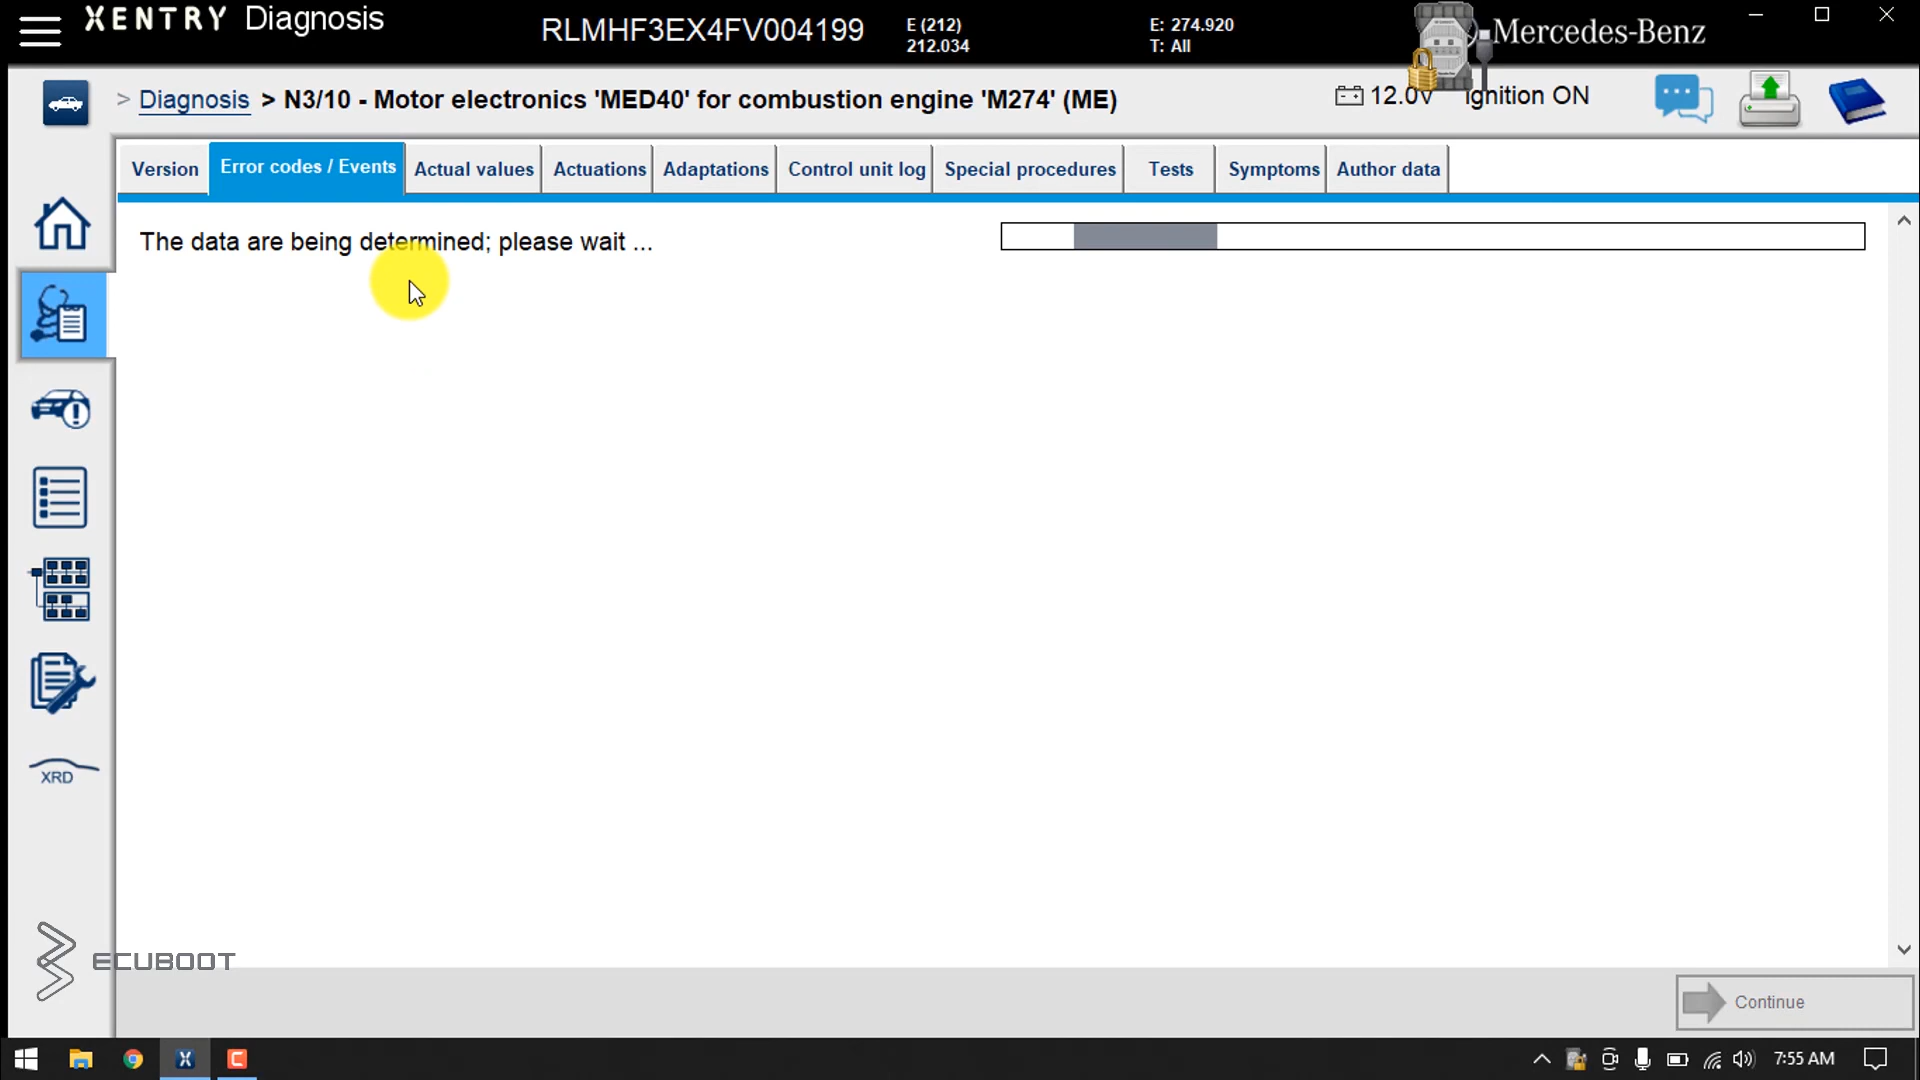 XENTRY Diagnosis
RLMHF3EX4FV004199
E (212)
212.034
E: 274.920
T: All
Mercedes-Benz
> Diagnosis > N3/10 - Motor electronics 'MED40' for combustion engine 'M274' (ME)
12.0V Ignition ON
Version
Error codes / Events
Actual values
Actuations
Adaptations
Control unit log
Special procedures
Tests
Symptoms
Author data
The data are being determined; please wait ...
XRD
ECUBOOT
Continue
7:55 AM